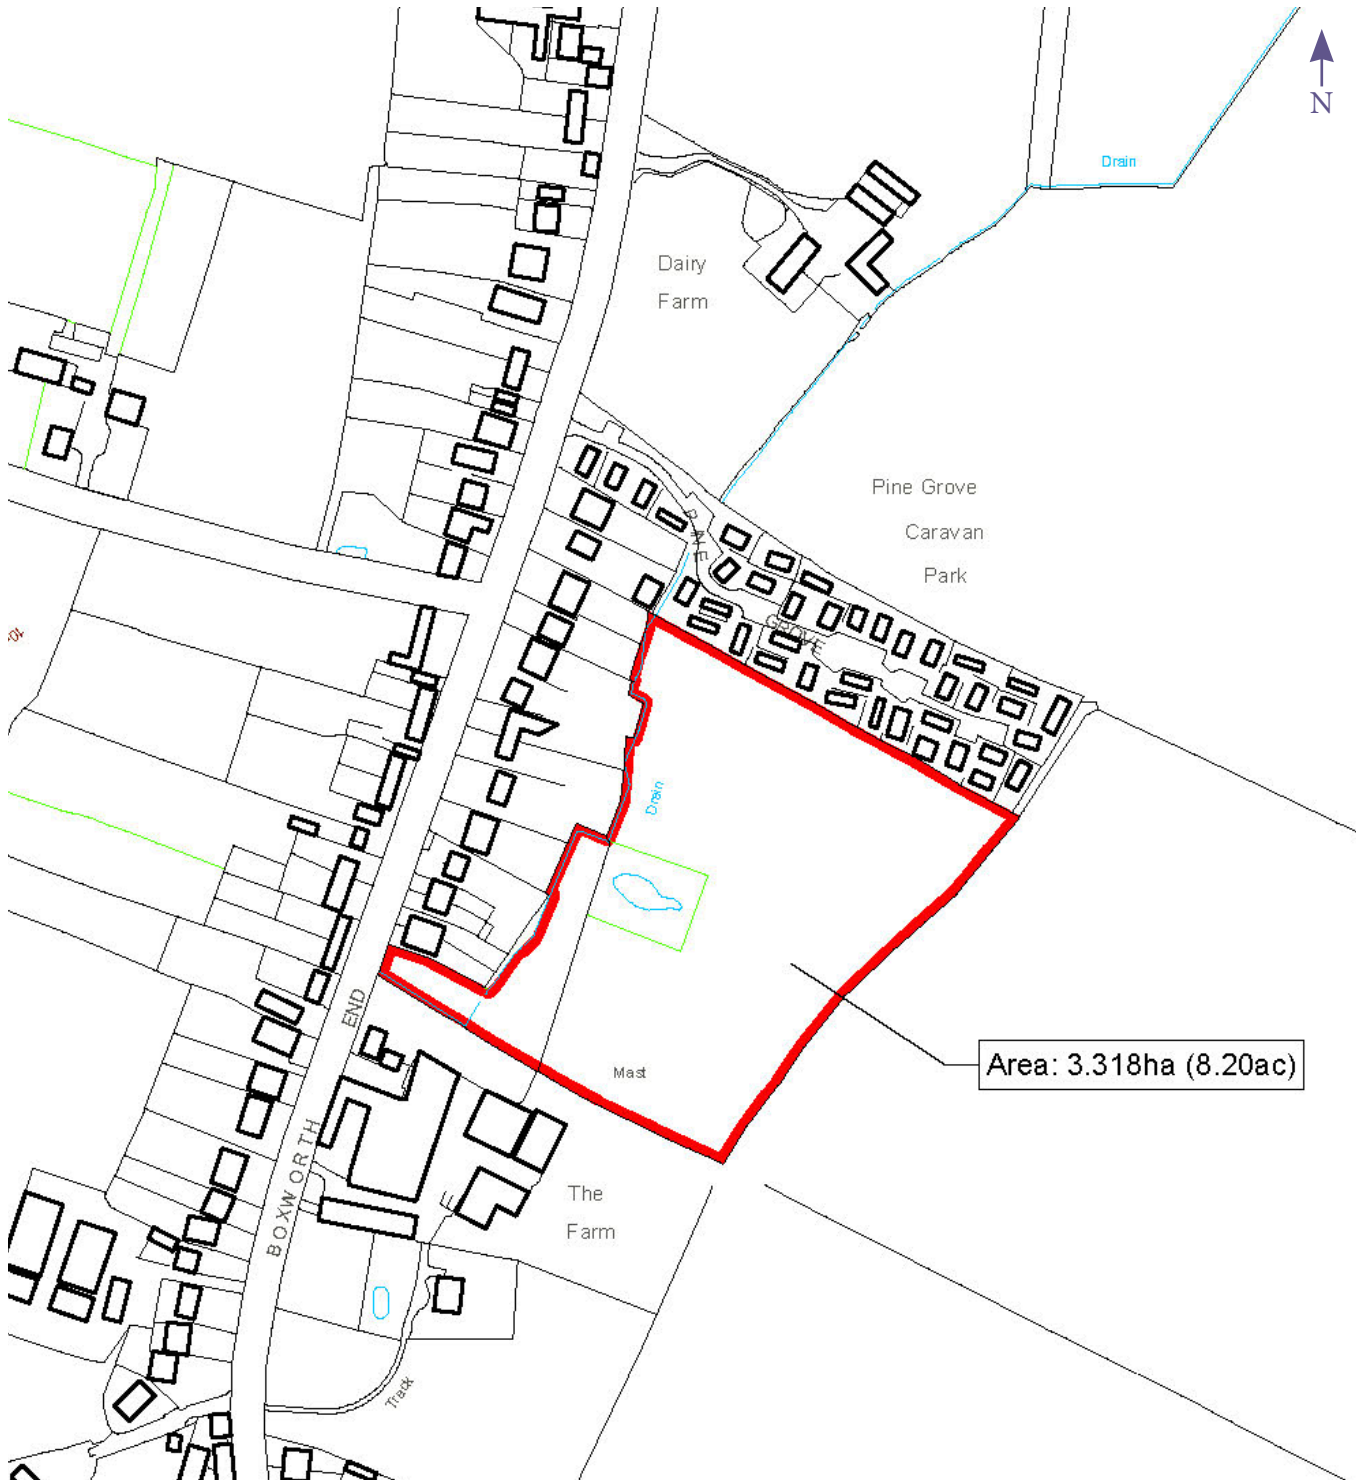 N
Drain
Dairy
Farm
Pine Grove
Caravan
Park
PINE
GROVE
Drain
END
Area: 3.318ha (8.20ac)
Mast
BOXWORTH
The
Farm
Track